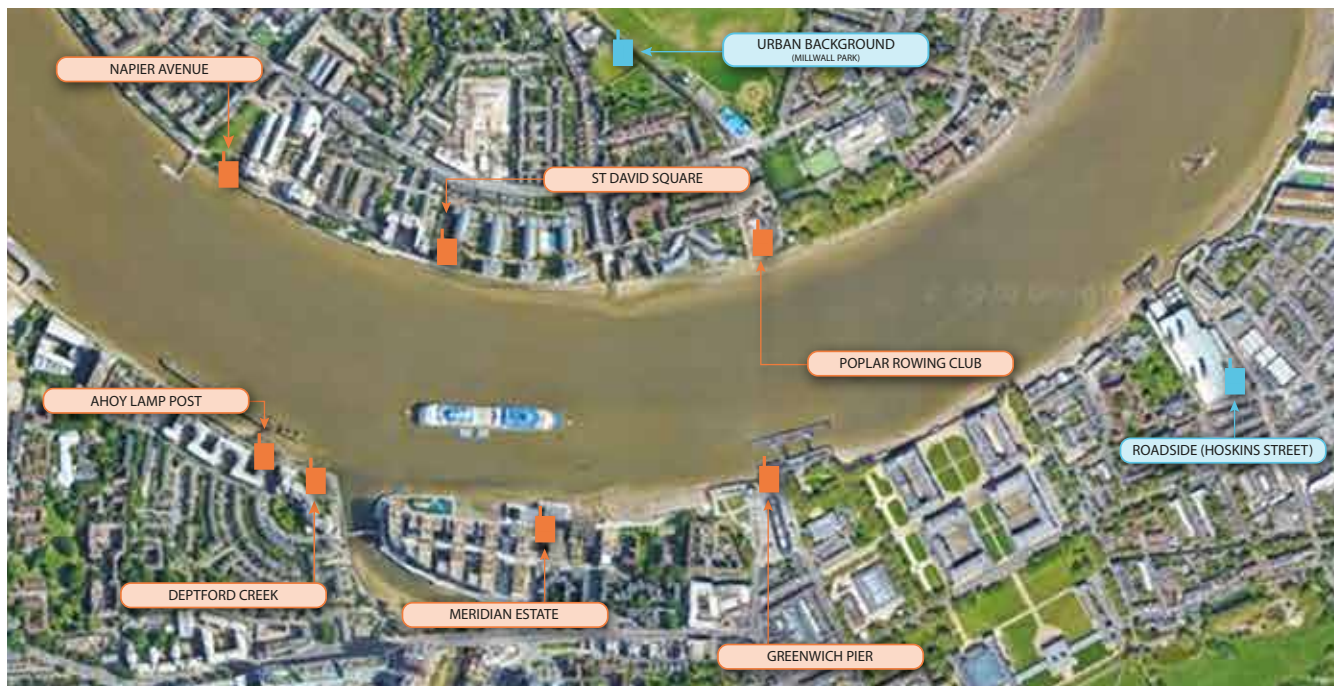 URBAN BACKGROUND
(MILLWALL PARK)
NAPIER AVENUE
ST DAVID SQUARE
POPLAR ROWING CLUB
AHOY LAMP POST
ROADSIDE (HOSKINS STREET)
DEPTFORD CREEK
MERIDIAN ESTATE
GREENWICH PIER